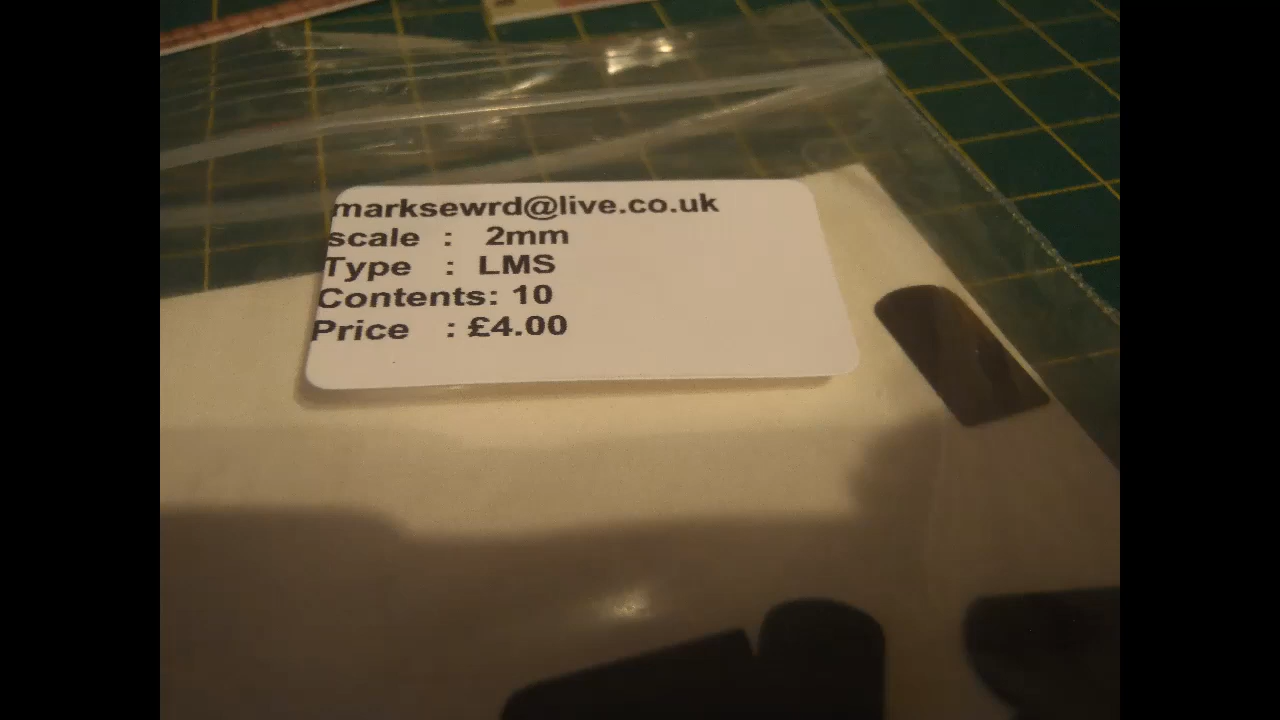 marksewrd@live.co.uk
scale : 2mm
Type : LMS
Contents: 10
Price : £4.00